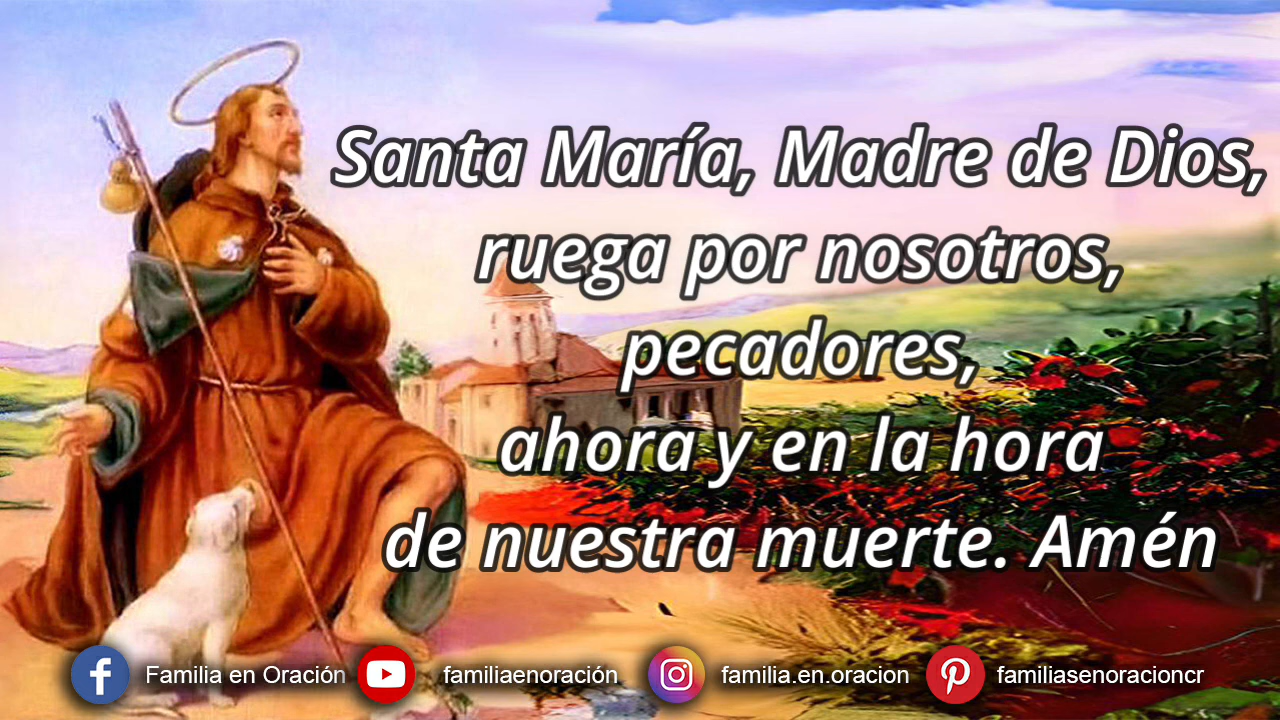 Santa María, Madre de Dios,
ruega por nosotros,
pecadores,
ahora y en la hora
de nuestra muerte. Amén
Familia en Oración familiaenoración familia.en.oracion familiasenoracioncr